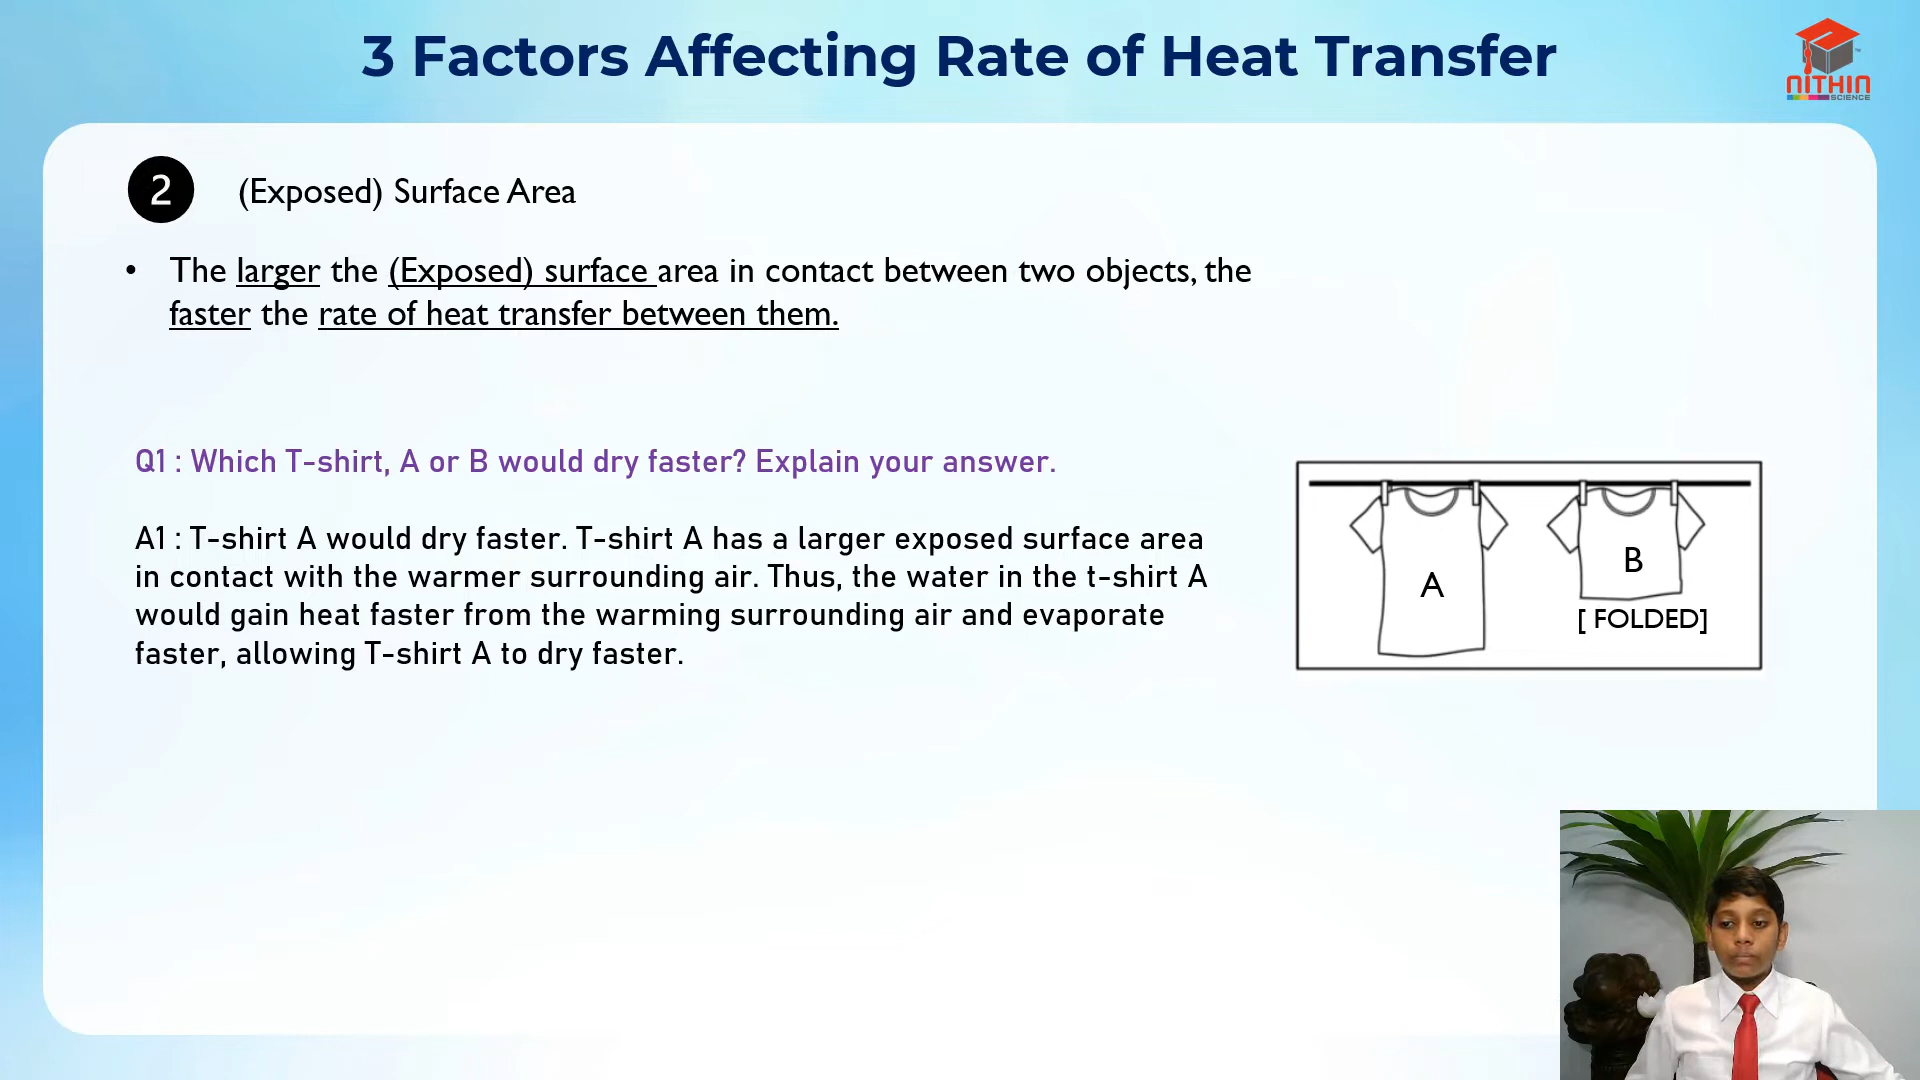 3 Factors Affecting Rate of Heat Transfer
NITHIN
SCIENCE
2 (Exposed) Surface Area
• The larger the (Exposed) surface area in contact between two objects, the
faster the rate of heat transfer between them.
Q1 : Which T-shirt, A or B would dry faster? Explain your answer.
A1 : T-shirt A would dry faster. T-shirt A has a larger exposed surface area
in contact with the warmer surrounding air. Thus, the water in the t-shirt A
would gain heat faster from the warming surrounding air and evaporate
faster, allowing T-shirt A to dry faster.
A
B
[ FOLDED]